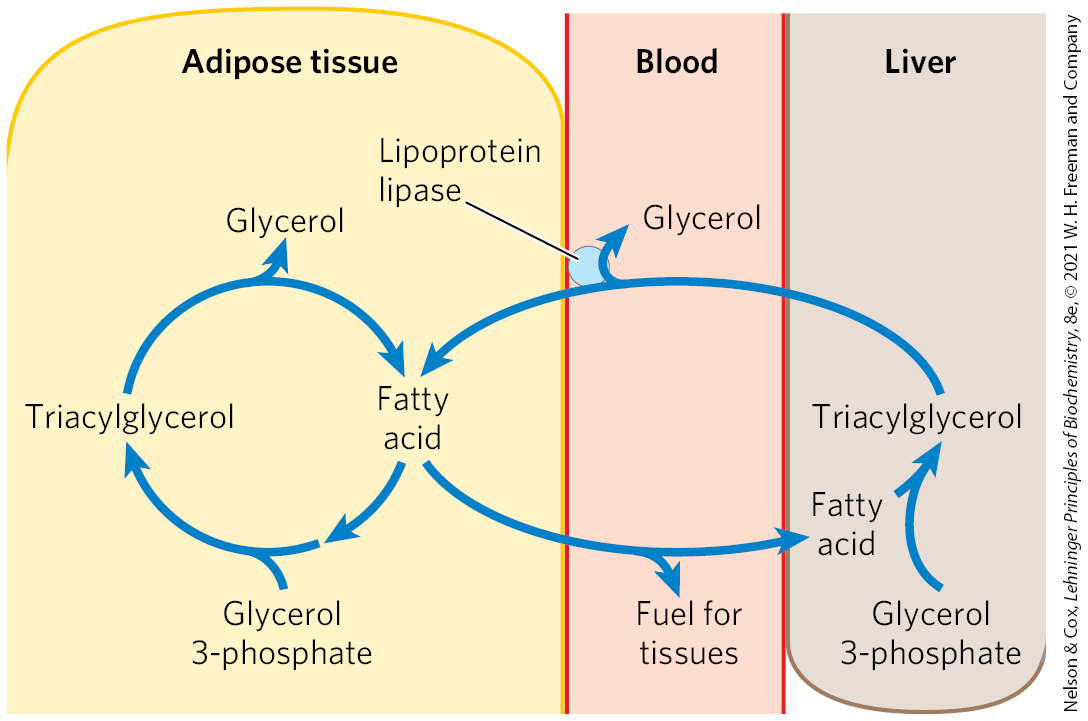 Adipose tissue
Blood
Liver
Lipoprotein
lipase
Glycerol
Glycerol
Triacylglycerol
Fatty
acid
Triacylglycerol
Fatty
acid
Glycerol
3-phosphate
Fuel for
tissues
Glycerol
3-phosphate
Nelson & Cox, Lehninger Principles of Biochemistry, 8e, © 2021 W. H. Freeman and Company